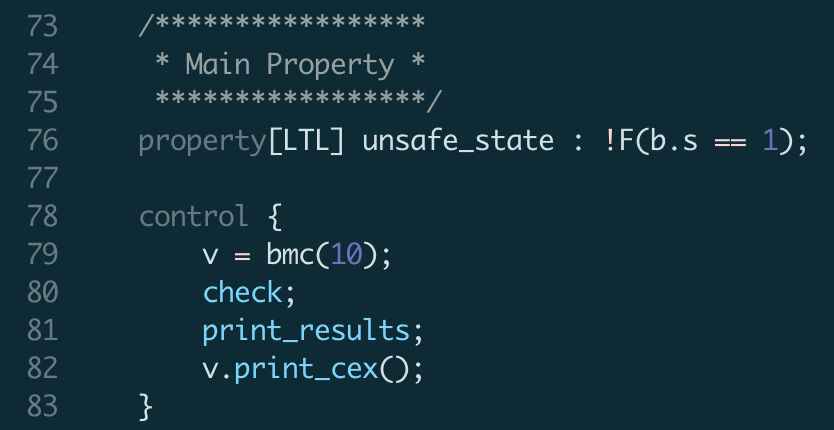 73 /*****************
74 * Main Property *
75 *****************/
76 property[LTL] unsafe_state : !F(b.s == 1);
77
78 control {
79 v = bmc(10);
80 check;
81 print_results;
82 v.print_cex();
83 }